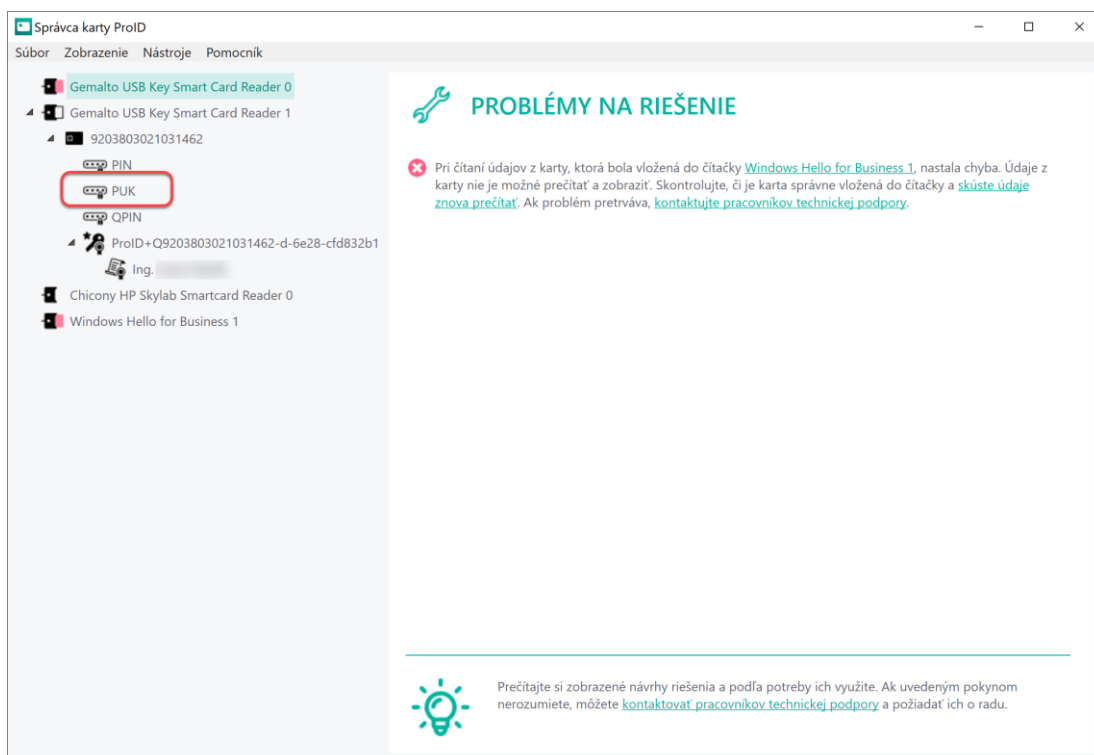 Správca karty ProID
Súbor Zobrazenie Nástroje Pomocník
Gemalto USB Key Smart Card Reader 0
Gemalto USB Key Smart Card Reader 1
9203803021031462
PIN
PUK
QPIN
ProID+Q9203803021031462-d-6e28-cfd832b1
Ing.
Chicony HP Skylab Smartcard Reader 0
Windows Hello for Business 1
PROBLÉMY NA RIEŠENIE
Pri čítaní údajov z karty, ktorá bola vložená do čítačky Windows Hello for Business 1, nastala chyba. Údaje z
karty nie je možné prečítať a zobraziť. Skontrolujte, či je karta správne vložená do čítačky a skúste údaje
znova prečítať. Ak problém pretrváva, kontaktujte pracovníkov technickej podpory.
Prečítajte si zobrazené návrhy riešenia a podľa potreby ich využite. Ak uvedeným pokynom
nerozumiete, môžete kontaktovať pracovníkov technickej podpory a požiadať ich o radu.